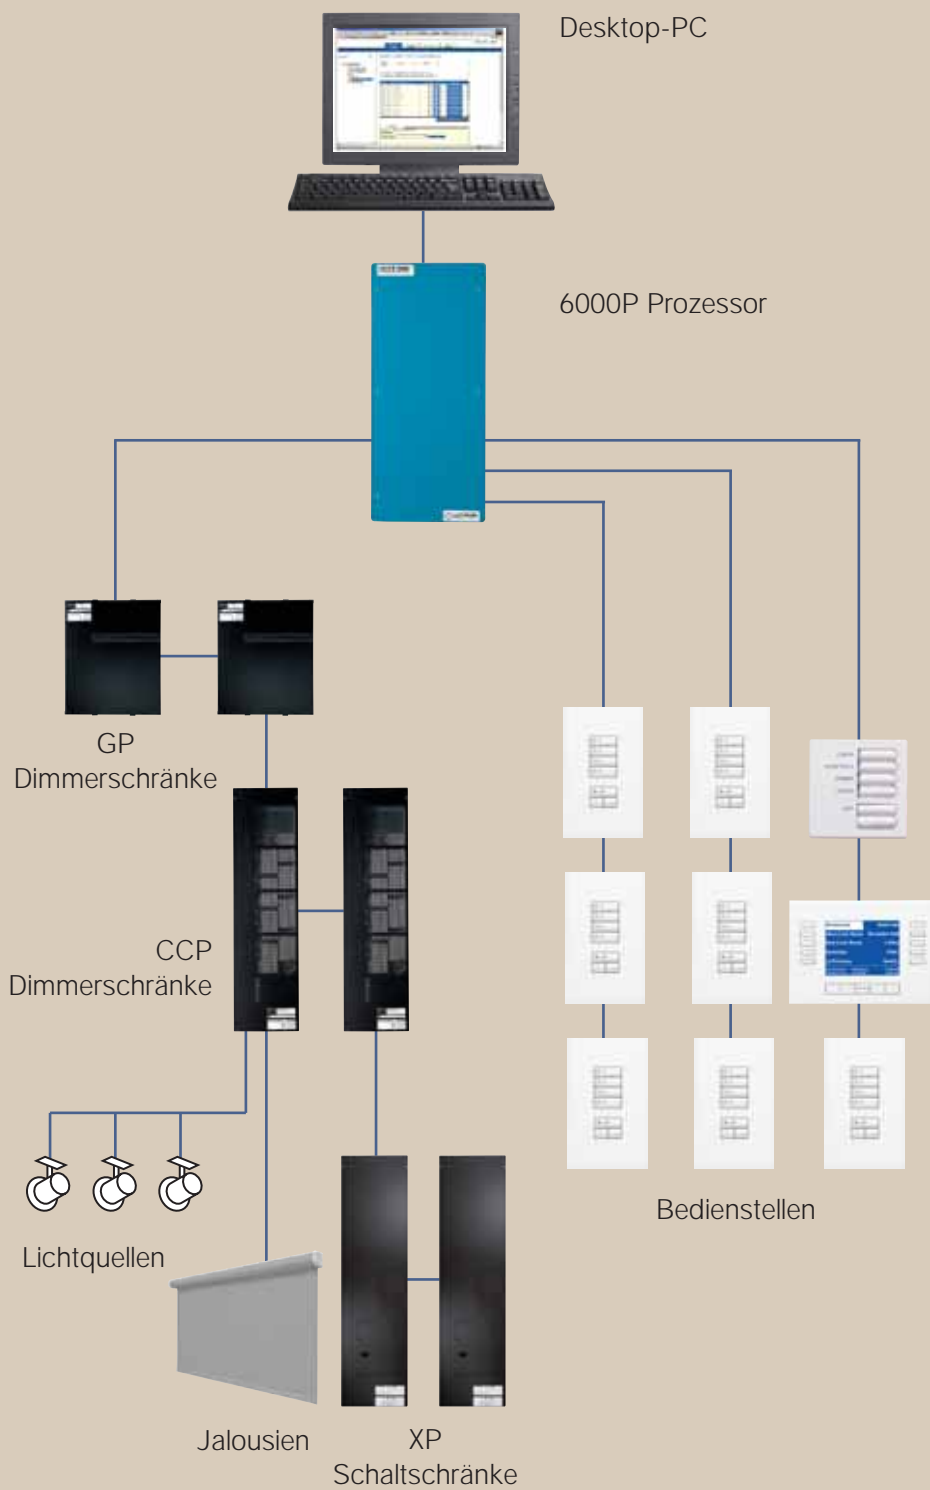 Desktop-PC
6000P Prozessor
GP
Dimmerschränke
CCP
Dimmerschränke
Lichtquellen
Bedienstellen
Jalousien
XP
Schaltschränke